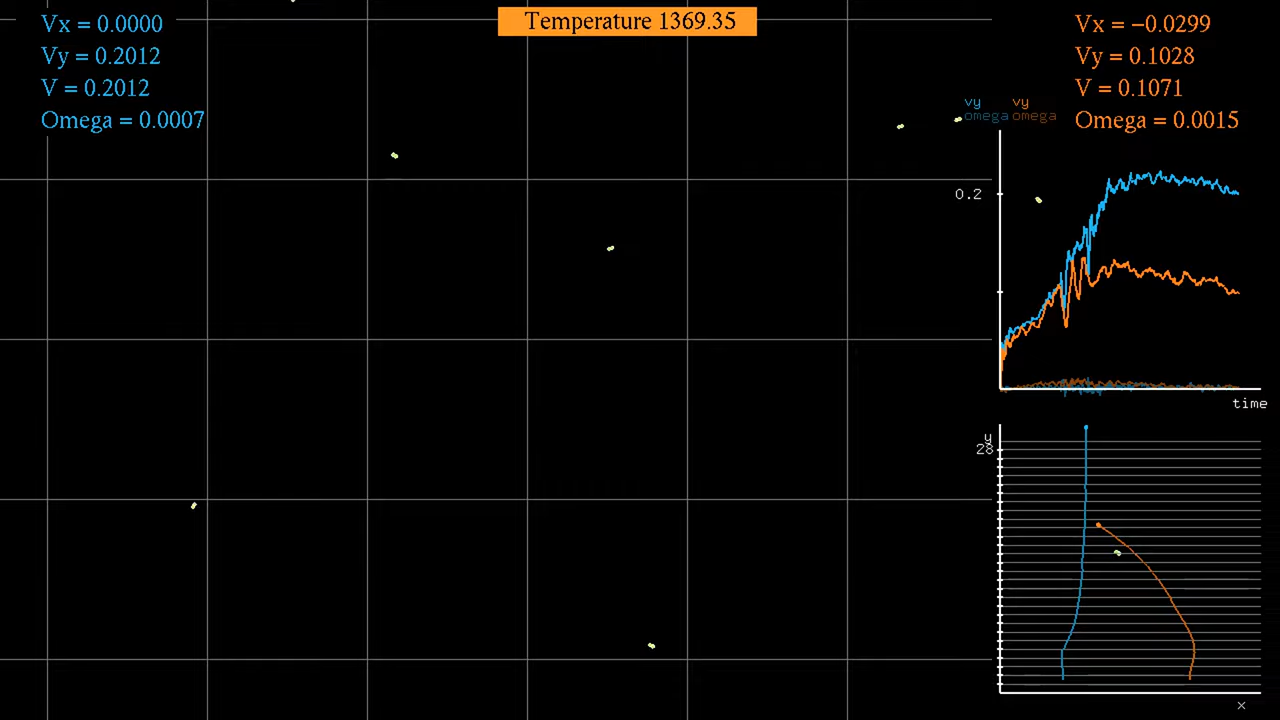 Vx = 0.0000
Vy = 0.2012
V = 0.2012
Omega = 0.0007
Temperature 1369.35
Vx = −0.0299
Vy = 0.1028
V = 0.1071
Omega = 0.0015
vy vy
omega omega
0.2
time
y
28
x